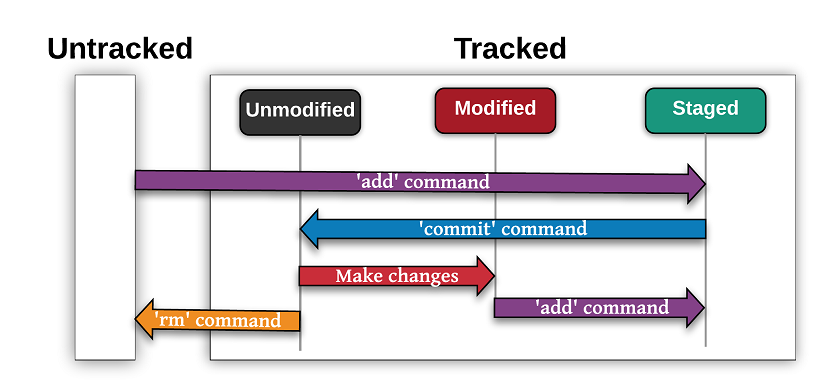 Untracked
Tracked
Unmodified
Modified
Staged
'add' command
'commit' command
Make changes
'add' command
'rm' command